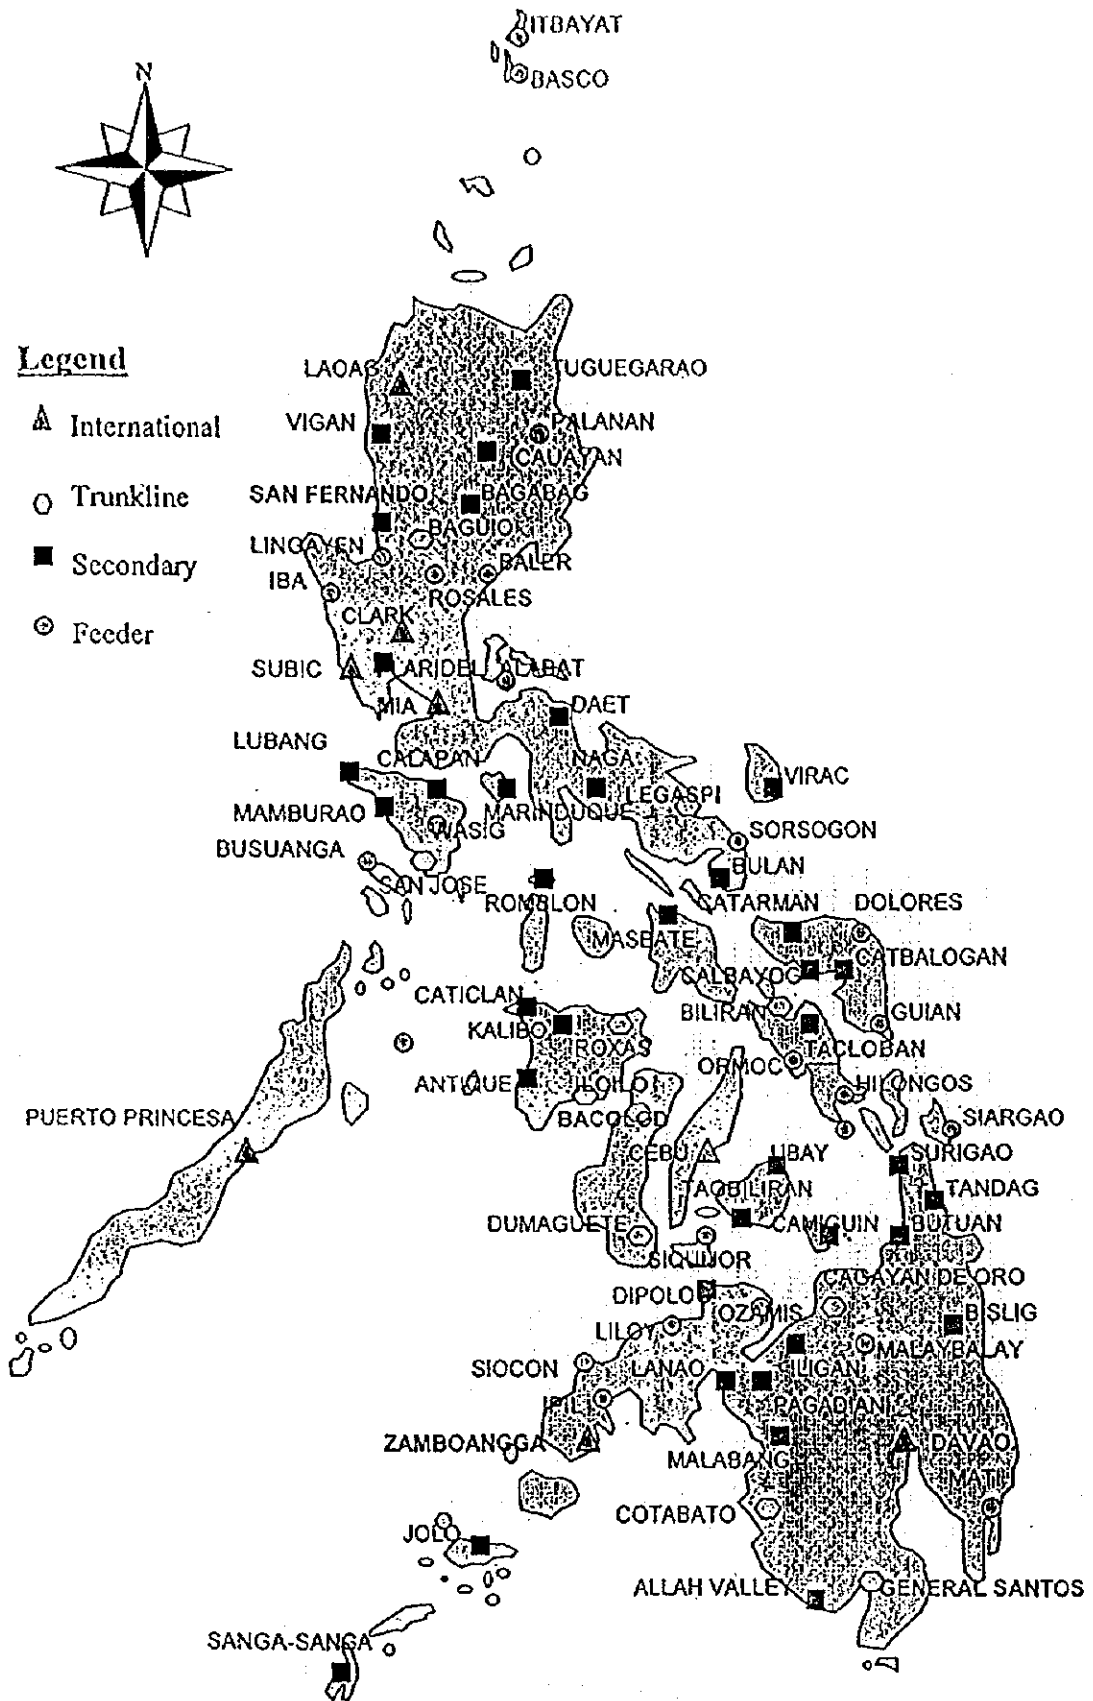 ITBAYAT
BASCO
N
Legend
International
Trunkline
Secondary
Feeder
LAOAG
TUGUEGARAO
VIGAN
PALANAN
CAUAYAN
SAN FERNANDO
BAGABAG
BAGUIO
LINGAYEN
BALER
IBA
ROSALES
CLARK
SUBIC
PLARIDEL
ALABAT
MIA
DAET
LUBANG
CALAPAN
NAGA
VIRAC
MAMBURAO
MARINDUQUE
LEGASPI
WASIG
SORSOGON
BUSUANGA
BULAN
SAN JOSE
ROMBLON
CATARMAN
DOLORES
MASBATE
CATBALOGAN
CALBAYOG
CATICLAN
BILIRAN
GUIAN
KALIBO
ROXAS
TACLOBAN
ORMOC
ANTIQUE
ILOILO
HILONGOS
BACOLOD
SIARGAO
PUERTO PRINCESA
CEBU
UBAY
SURIGAO
TAGBILIRAN
TANDAG
DUMAGUETE
CAMIGUIN
BUTUAN
SIQUIJOR
CAGAYAN DE ORO
DIPOLOG
OZAMIS
BISLIG
LILOY
MALAYBALAY
SIOCON
LANAO
ILIGAN
IPIL
PAGADIAN
ZAMBOANGGA
DAVAO
MALABANG
MATI
COTABATO
JOLO
ALLAH VALLEY
GENERAL SANTOS
SANGA-SANGA